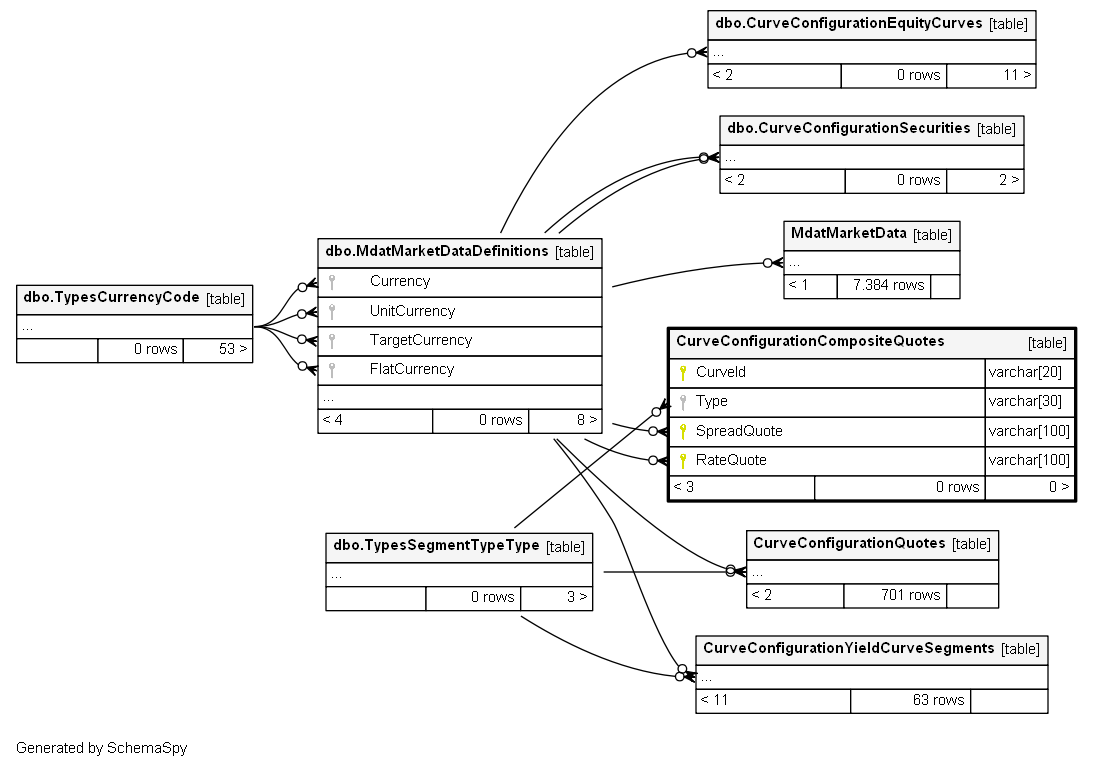 dbo.CurveConfigurationEquityCurves [table]
...
< 2 0 rows 11 >
dbo.CurveConfigurationSecurities [table]
...
< 2 0 rows 2 >
MdatMarketData [table]
...
< 1 7.384 rows
dbo.MdatMarketDataDefinitions [table]
Currency
UnitCurrency
TargetCurrency
FlatCurrency
...
< 4 0 rows 8 >
dbo.TypesCurrencyCode [table]
...
0 rows 53 >
CurveConfigurationCompositeQuotes [table]
CurveId varchar[20]
Type varchar[30]
SpreadQuote varchar[100]
RateQuote varchar[100]
< 3 0 rows 0 >
dbo.TypesSegmentTypeType [table]
...
0 rows 3 >
CurveConfigurationQuotes [table]
...
< 2 701 rows
CurveConfigurationYieldCurveSegments [table]
...
< 11 63 rows
Generated by SchemaSpy